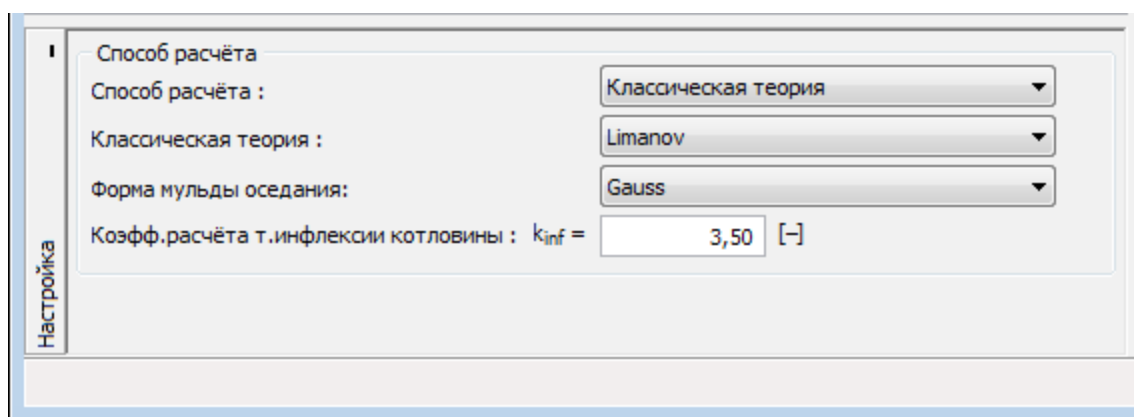 Способ расчёта
Способ расчёта : Классическая теория
Классическая теория : Limanov
Форма мульды оседания: Gauss
Коэфф.расчёта т.инфлексии котловины : kinf = 3,50 [–]
Настройка